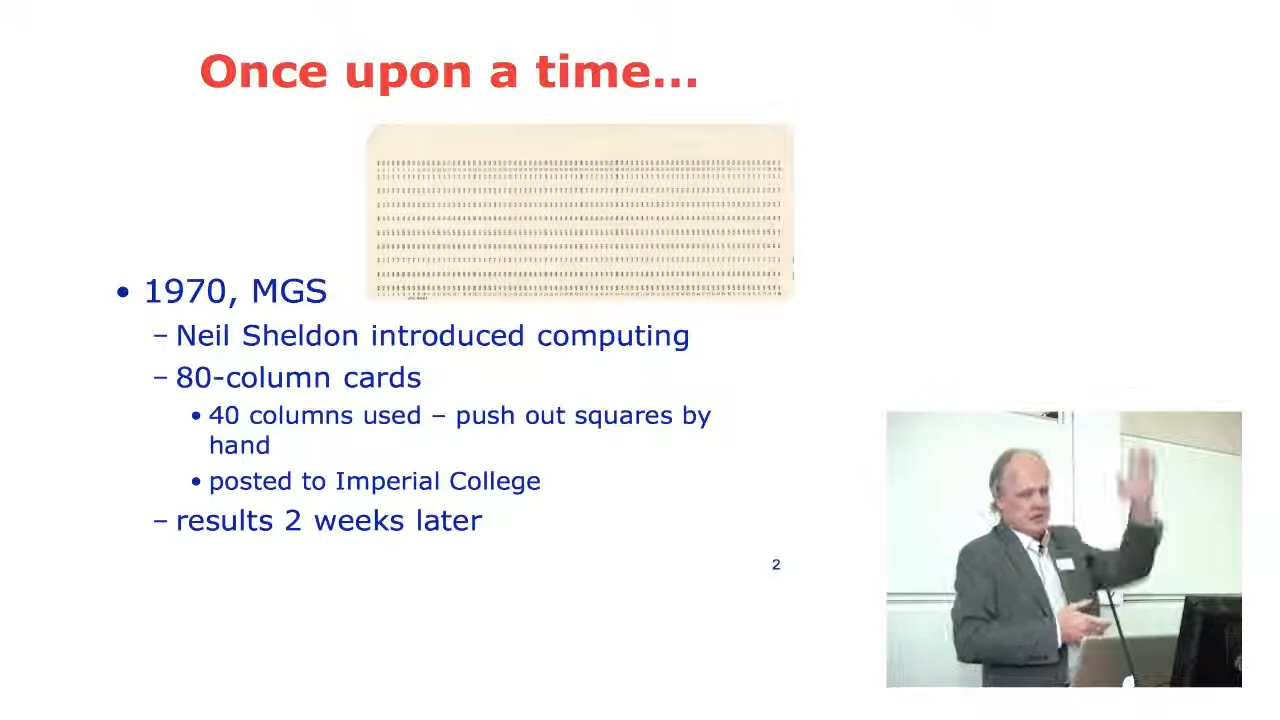 Once upon a time...
• 1970, MGS
– Neil Sheldon introduced computing
– 80-column cards
• 40 columns used – push out squares by
hand
• posted to Imperial College
– results 2 weeks later
2